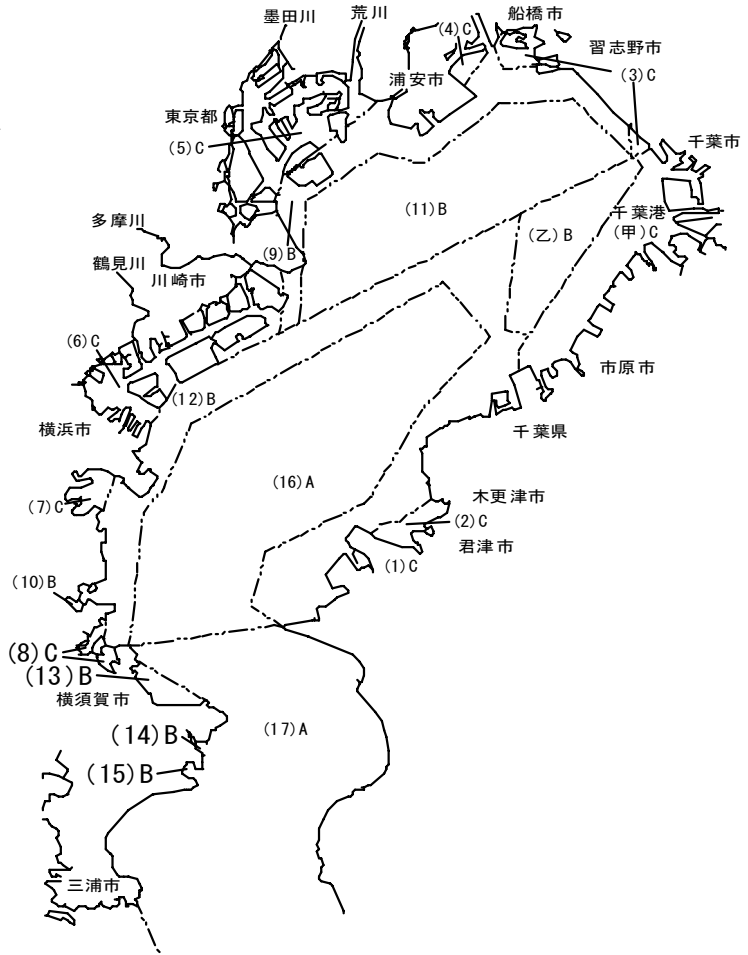 墨田川
荒川
船橋市
(4)C
習志野市
(3)C
浦安市
東京都
(5)C
千葉市
(11)B
千葉港
(甲)C
(乙)B
多摩川
(9)B
鶴見川
川崎市
(6)C
市原市
(12)B
横浜市
千葉県
(16)A
木更津市
(7)C
(2)C
君津市
(1)C
(10)B
(8)C
(13)B
横須賀市
(17)A
(14)B
(15)B
三浦市